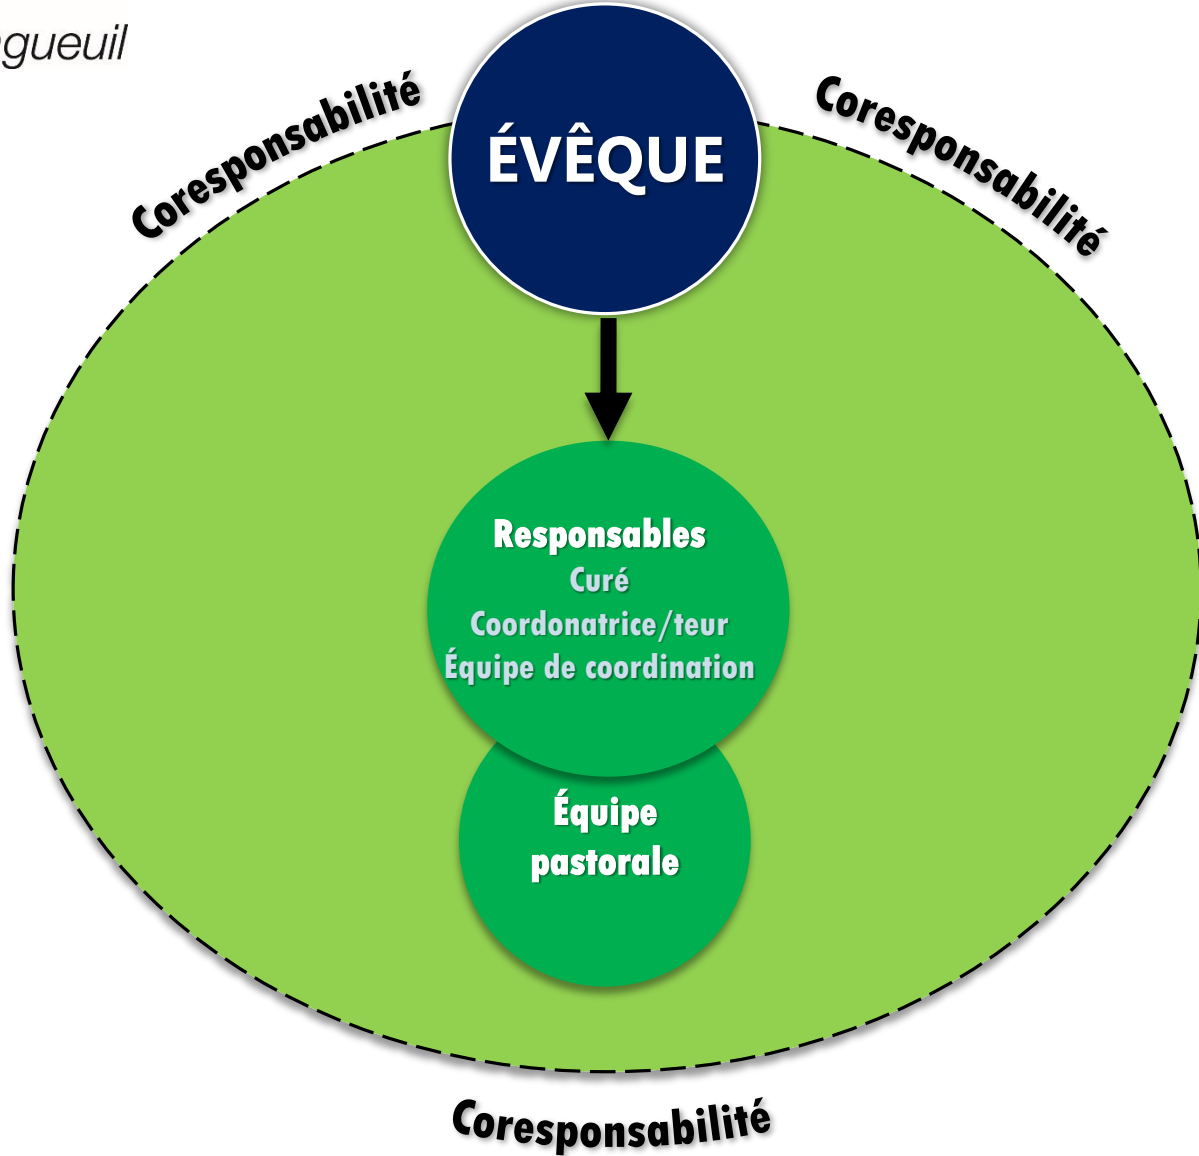 gueuil
Coresponsabilité
Coresponsabilité
ÉVÊQUE
Responsables
Curé
Coordonatrice/teur
Équipe de coordination
Équipe
pastorale
Coresponsabilité